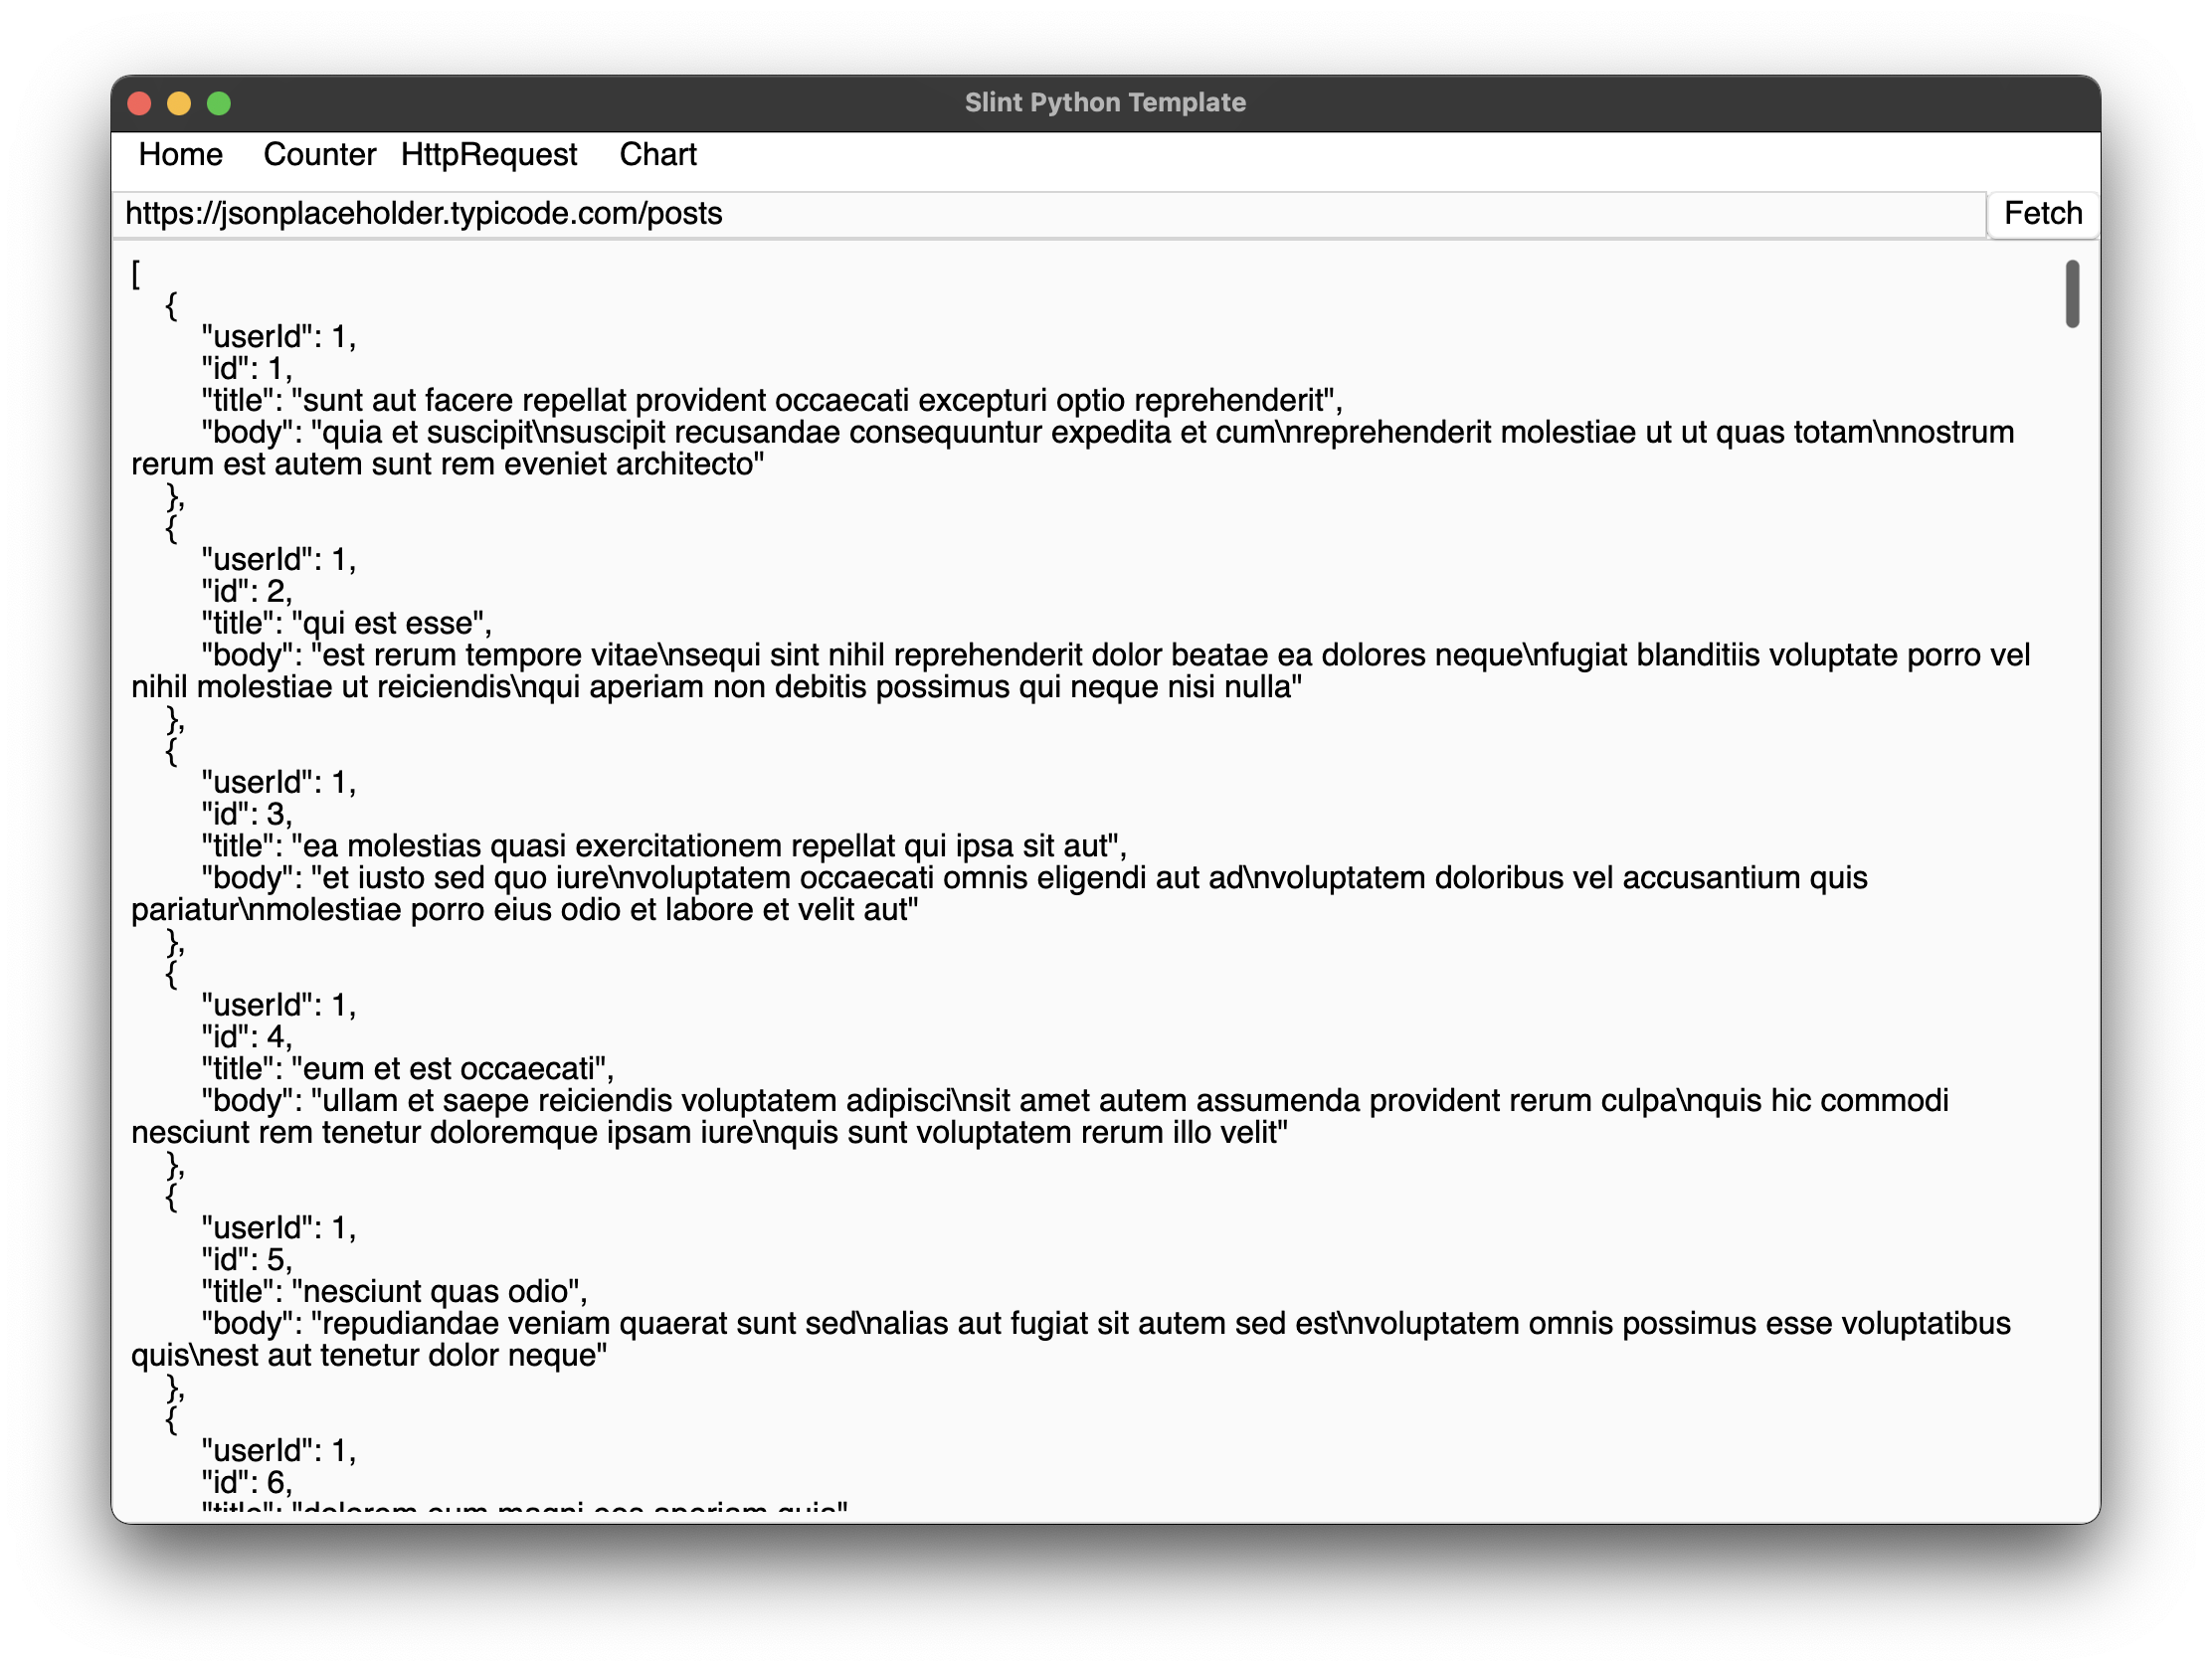 Slint Python Template
Home Counter HttpRequest Chart
https://jsonplaceholder.typicode.com/posts Fetch
[
    {
        "userId": 1,
        "id": 1,
        "title": "sunt aut facere repellat provident occaecati excepturi optio reprehenderit",
        "body": "quia et suscipit\nsuscipit recusandae consequuntur expedita et cum\nreprehenderit molestiae ut ut quas totam\nnostrum
rerum est autem sunt rem eveniet architecto"
    },
    {
        "userId": 1,
        "id": 2,
        "title": "qui est esse",
        "body": "est rerum tempore vitae\nsequi sint nihil reprehenderit dolor beatae ea dolores neque\nfugiat blanditiis voluptate porro vel
nihil molestiae ut reiciendis\nqui aperiam non debitis possimus qui neque nisi nulla"
    },
    {
        "userId": 1,
        "id": 3,
        "title": "ea molestias quasi exercitationem repellat qui ipsa sit aut",
        "body": "et iusto sed quo iure\nvoluptatem occaecati omnis eligendi aut ad\nvoluptatem doloribus vel accusantium quis
pariatur\nmolestiae porro eius odio et labore et velit aut"
    },
    {
        "userId": 1,
        "id": 4,
        "title": "eum et est occaecati",
        "body": "ullam et saepe reiciendis voluptatem adipisci\nsit amet autem assumenda provident rerum culpa\nquis hic commodi
nesciunt rem tenetur doloremque ipsam iure\nquis sunt voluptatem rerum illo velit"
    },
    {
        "userId": 1,
        "id": 5,
        "title": "nesciunt quas odio",
        "body": "repudiandae veniam quaerat sunt sed\nalias aut fugiat sit autem sed est\nvoluptatem omnis possimus esse voluptatibus
quis\nest aut tenetur dolor neque"
    },
    {
        "userId": 1,
        "id": 6,
        "title": "dolorem eum magni eos aperiam quia"